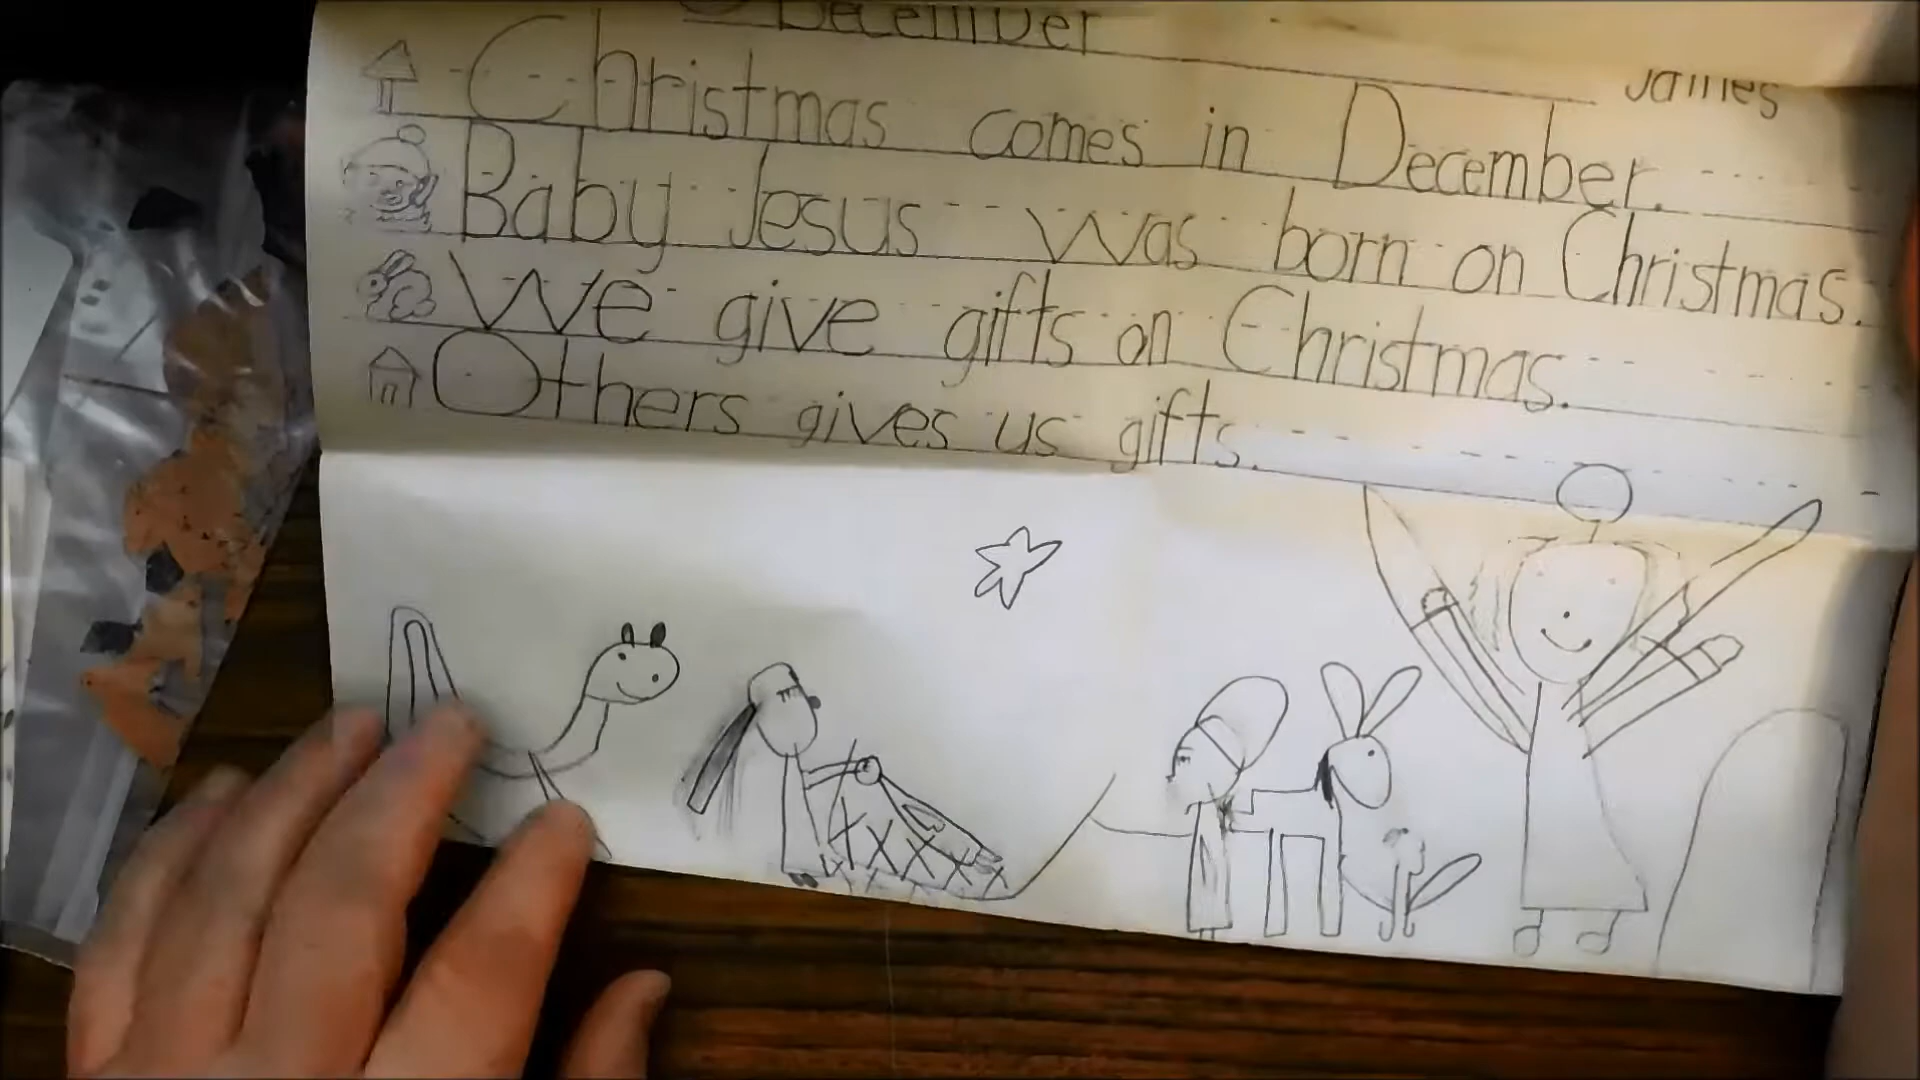 December
James
Christmas comes in December.
Baby Jesus was born on Christmas.
We give gifts on Christmas.
Others gives us gifts.